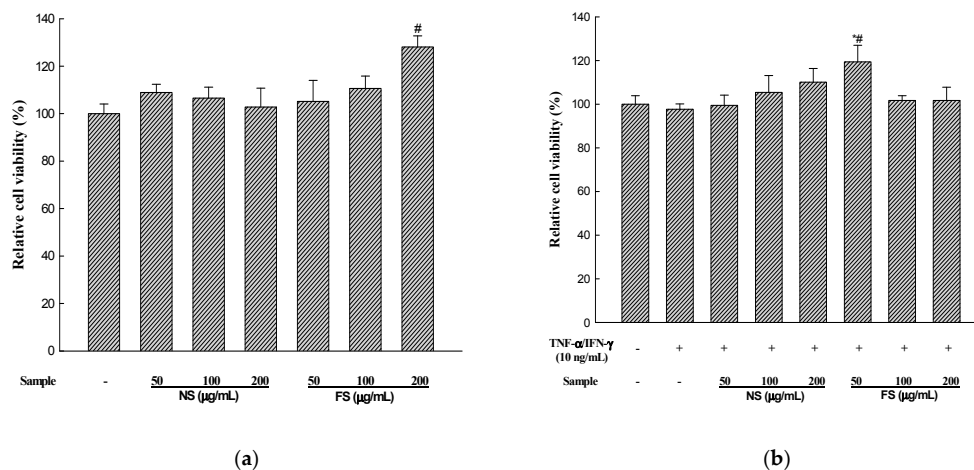 140
120
100
80
60
40
20
0
Relative cell viability (%)
#
Sample - 50 100 200 50 100 200
NS (µg/mL) FS (µg/mL)
(a)
140
120
100
80
60
40
20
0
Relative cell viability (%)
*#
TNF-α/IFN-γ
(10 ng/mL) - + + + + + + +
Sample - - 50 100 200 50 100 200
NS (µg/mL) FS (µg/mL)
(b)